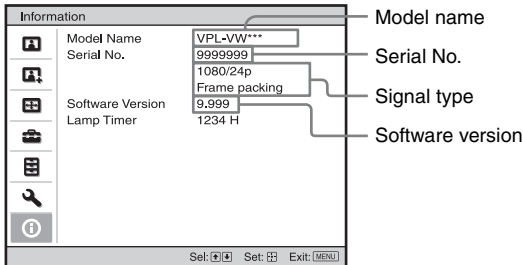 Information
Model Name VPL-VW***
Serial No. 9999999
1080/24p
Frame packing
Software Version 9.999
Lamp Timer 1234 H
Sel: Set: Exit: MENU
Model name
Serial No.
Signal type
Software version